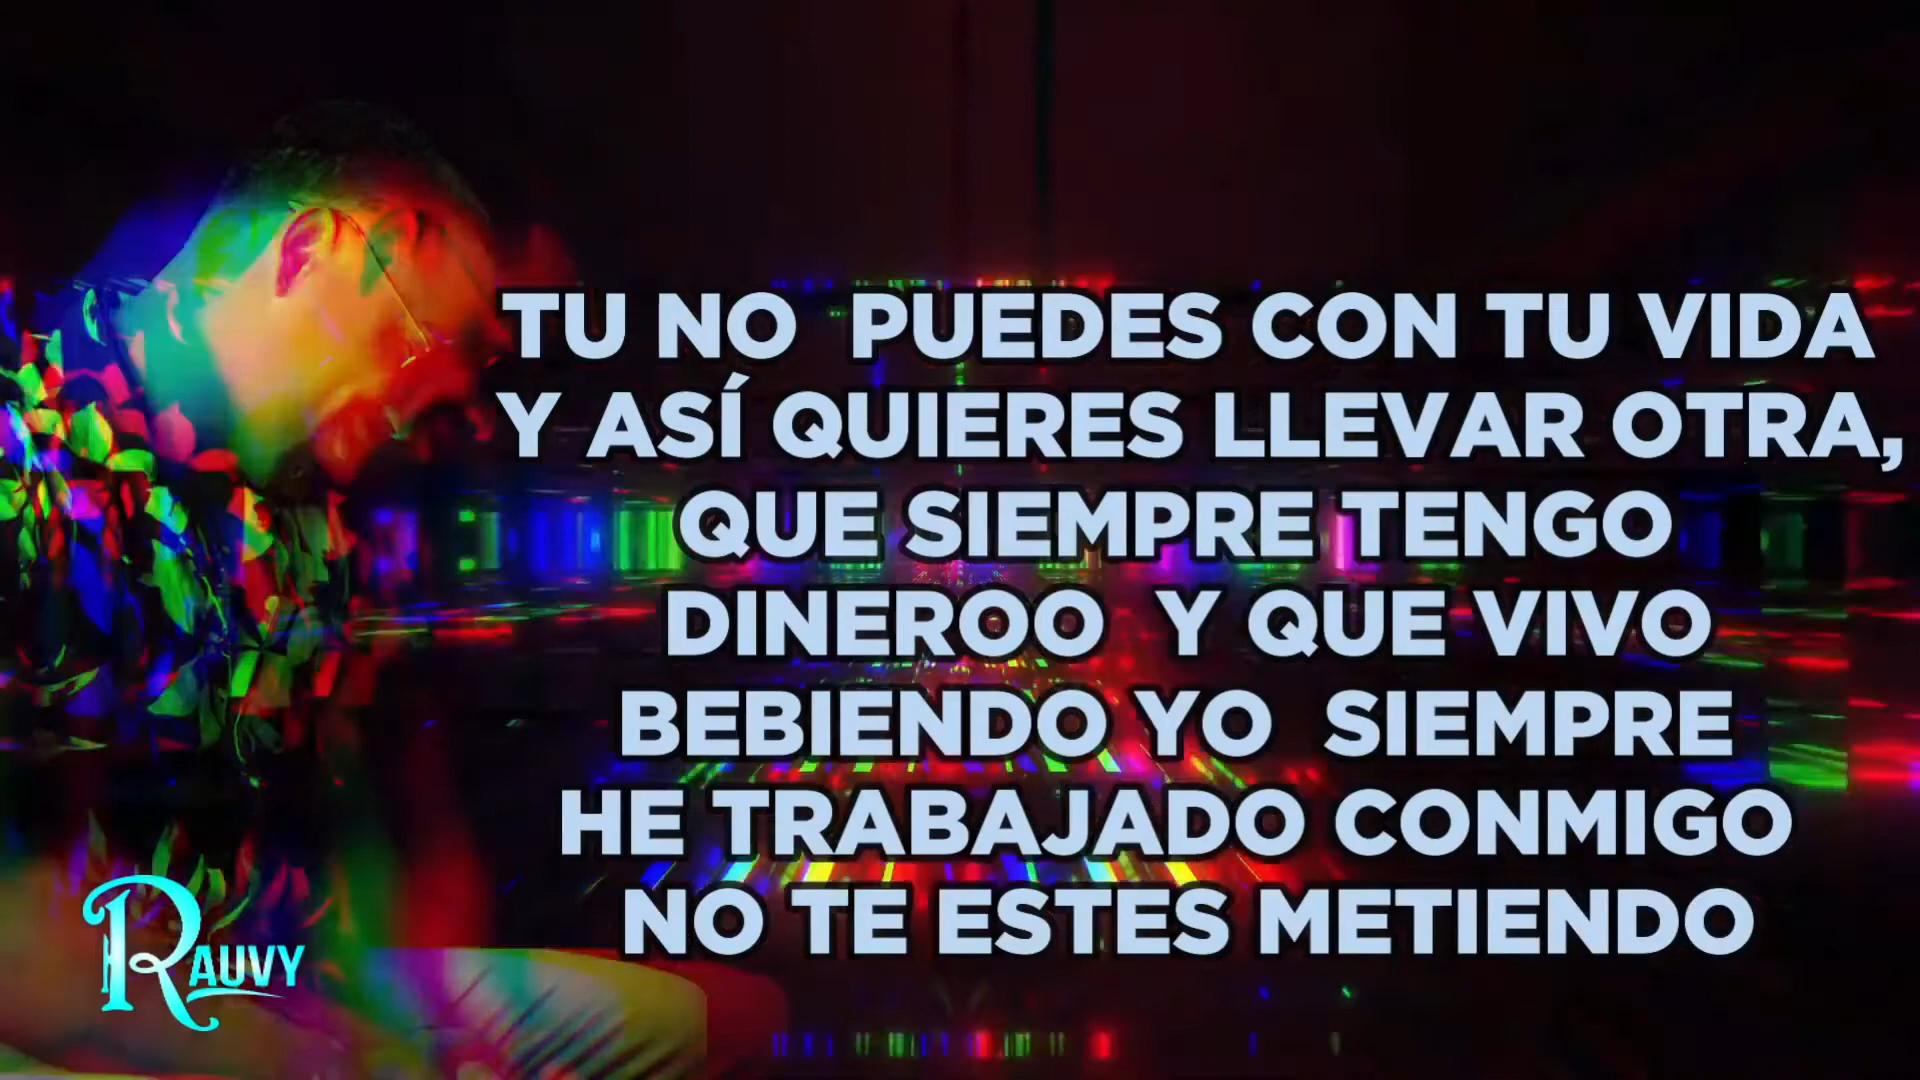 TU NO PUEDES CON TU VIDA
Y ASÍ QUIERES LLEVAR OTRA,
QUE SIEMPRE TENGO
DINEROO Y QUE VIVO
BEBIENDO YO SIEMPRE
HE TRABAJADO CONMIGO
NO TE ESTES METIENDO
RAUVY